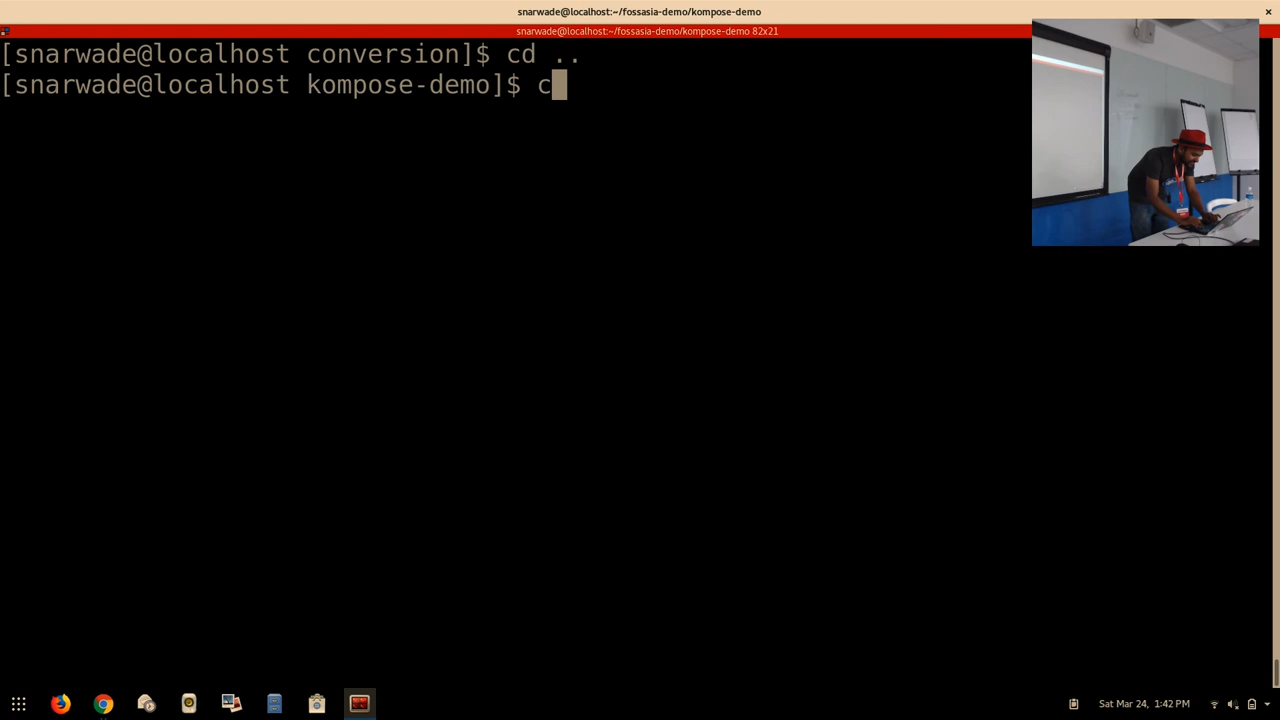 snarwade@localhost:~/fossasia-demo/kompose-demo
snarwade@localhost:~/fossasia-demo/kompose-demo 82x21
[snarwade@localhost conversion]$ cd ..
[snarwade@localhost kompose-demo]$ c
Sat Mar 24, 1:42 PM